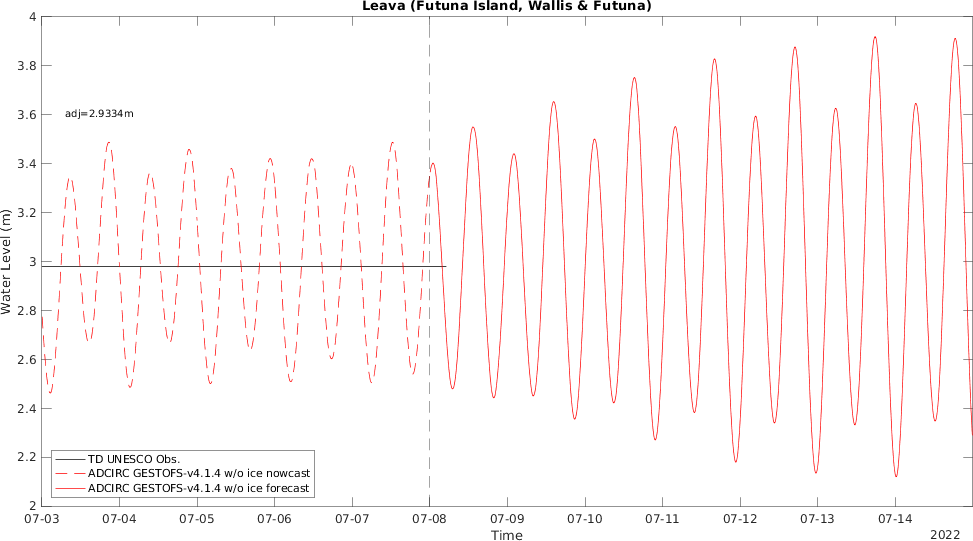 Leava (Futuna Island, Wallis & Futuna)
4
3.8
3.6
3.4
3.2
3
2.8
2.6
2.4
2.2
2
Water Level (m)
adj=2.9334m
TD UNESCO Obs.
ADCIRC GESTOFS-v4.1.4 w/o ice nowcast
ADCIRC GESTOFS-v4.1.4 w/o ice forecast
07-03 07-04 07-05 07-06 07-07 07-08 07-09 07-10 07-11 07-12 07-13 07-14
Time
2022